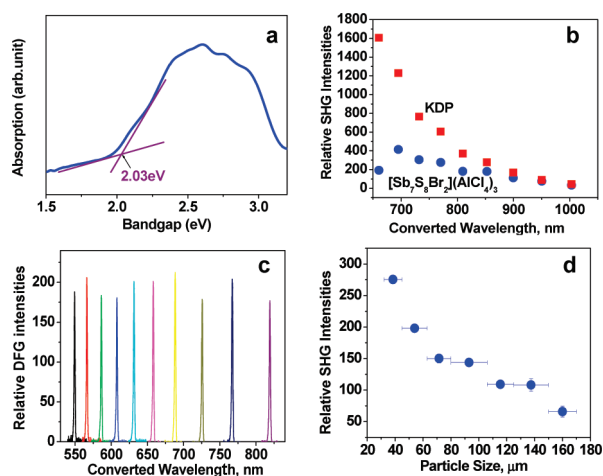 a
Absorption (arb.unit)
2.03eV
1.5 2.0 2.5 3.0
Bandgap (eV)
b
Relative SHG Intensities
1800
1600
1400
1200
1000
800
600
400
200
0
KDP
[Sb7S8Br2](AlCl4)3
700 800 900 1000
Converted Wavelength, nm
c
Relative DFG intensities
200
150
100
50
0
550 600 650 700 750 800
Converted Wavelength, nm
d
Relative SHG Intensities
300
250
200
150
100
50
20 40 60 80 100 120 140 160 180
Particle Size, μm